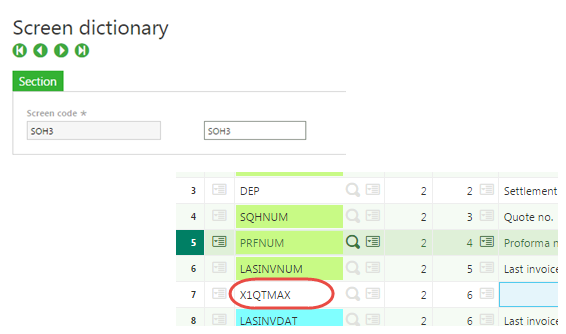 Screen dictionary
Section
Screen code *
SOH3 SOH3
3 DEP 2 2 Settlement
4 SQHNUM 2 3 Quote no.
5 PRFNUM 2 4 Proforma n
6 LASINVNUM 2 5 Last invoice
7 X1QTMAX 2 6
8 LASINVDAT 2 6 Last invoice